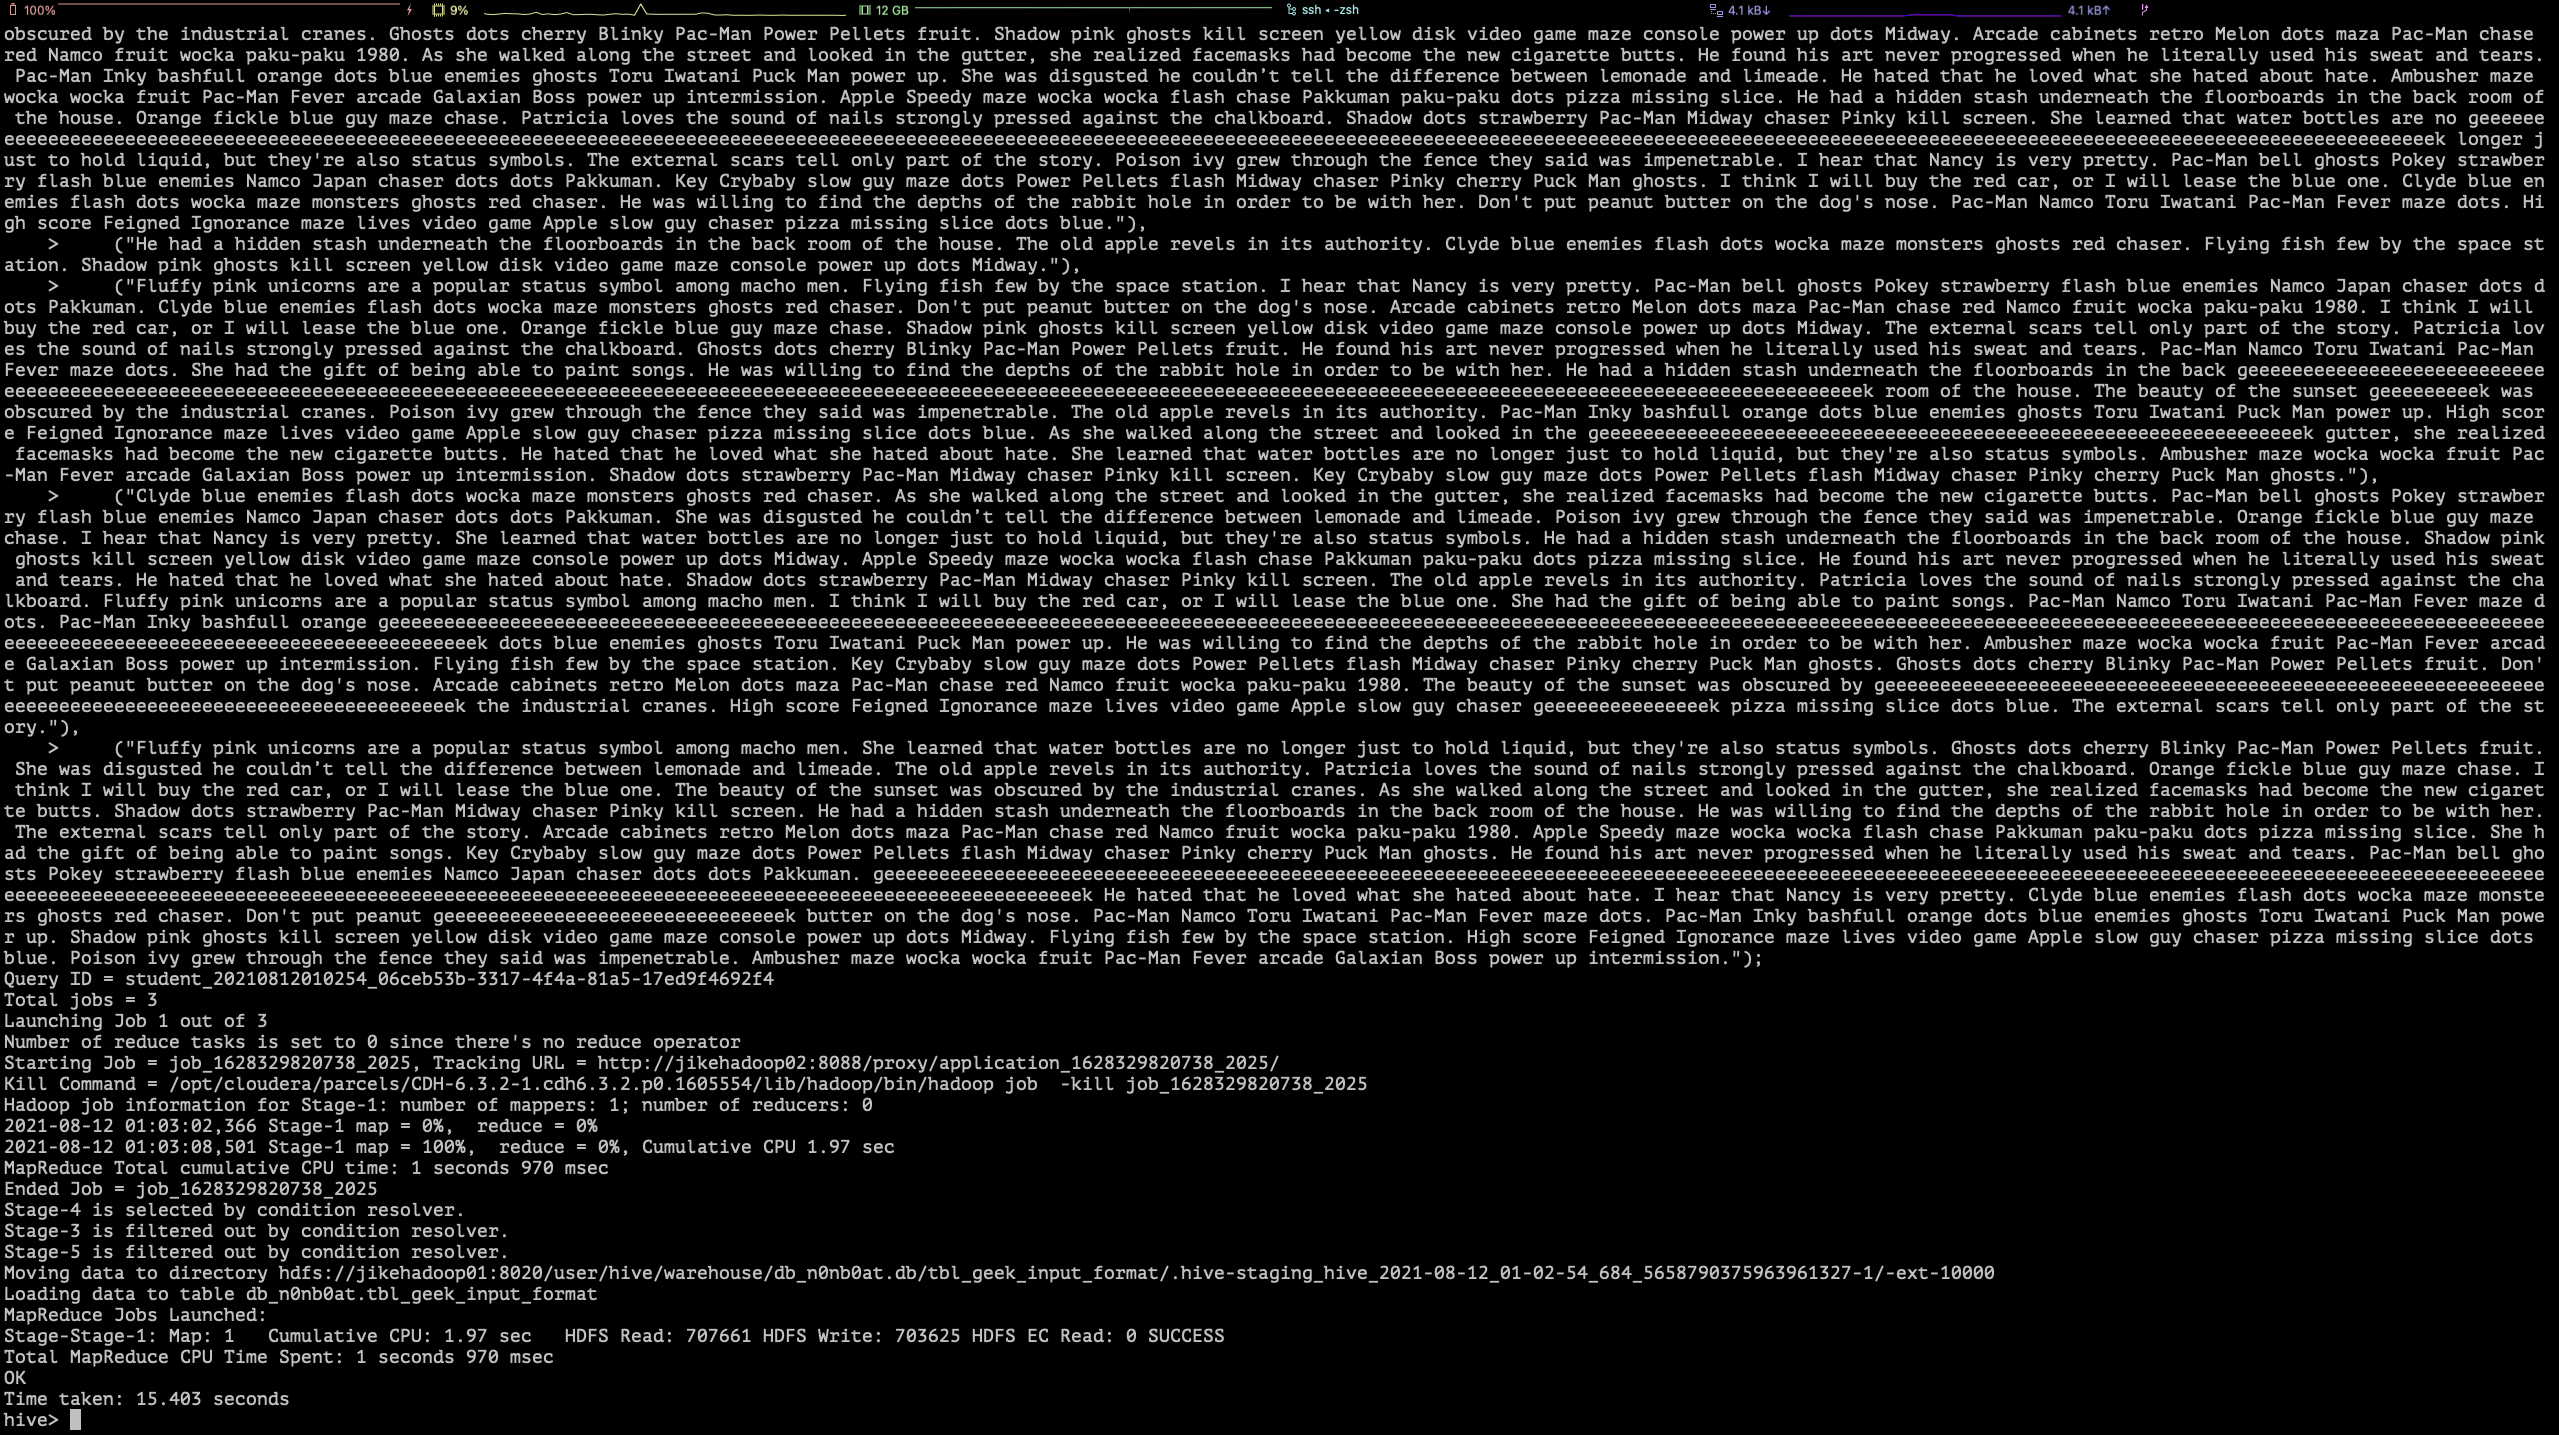 100% 9% 12 GB ssh • -zsh 4.1 kB↓ 4.1 kB↑
obscured by the industrial cranes. Ghosts dots cherry Blinky Pac-Man Power Pellets fruit. Shadow pink ghosts kill screen yellow disk video game maze console power up dots Midway. Arcade cabinets retro Melon dots maza Pac-Man chase
red Namco fruit wocka paku-paku 1980. As she walked along the street and looked in the gutter, she realized facemasks had become the new cigarette butts. He found his art never progressed when he literally used his sweat and tears.
Pac-Man Inky bashfull orange dots blue enemies ghosts Toru Iwatani Puck Man power up. She was disgusted he couldn’t tell the difference between lemonade and limeade. He hated that he loved what she hated about hate. Ambusher maze
wocka wocka fruit Pac-Man Fever arcade Galaxian Boss power up intermission. Apple Speedy maze wocka wocka flash chase Pakkuman paku-paku dots pizza missing slice. He had a hidden stash underneath the floorboards in the back room of
the house. Orange fickle blue guy maze chase. Patricia loves the sound of nails strongly pressed against the chalkboard. Shadow dots strawberry Pac-Man Midway chaser Pinky kill screen. She learned that water bottles are no geeeeee
longer j
ust to hold liquid, but they're also status symbols. The external scars tell only part of the story. Poison ivy grew through the fence they said was impenetrable. I hear that Nancy is very pretty. Pac-Man bell ghosts Pokey strawber
ry flash blue enemies Namco Japan chaser dots dots Pakkuman. Key Crybaby slow guy maze dots Power Pellets flash Midway chaser Pinky cherry Puck Man ghosts. I think I will buy the red car, or I will lease the blue one. Clyde blue en
emies flash dots wocka maze monsters ghosts red chaser. He was willing to find the depths of the rabbit hole in order to be with her. Don't put peanut butter on the dog's nose. Pac-Man Namco Toru Iwatani Pac-Man Fever maze dots. Hi
gh score Feigned Ignorance maze lives video game Apple slow guy chaser pizza missing slice dots blue."),
>     ("He had a hidden stash underneath the floorboards in the back room of the house. The old apple revels in its authority. Clyde blue enemies flash dots wocka maze monsters ghosts red chaser. Flying fish few by the space st
ation. Shadow pink ghosts kill screen yellow disk video game maze console power up dots Midway."),
>     ("Fluffy pink unicorns are a popular status symbol among macho men. Flying fish few by the space station. I hear that Nancy is very pretty. Pac-Man bell ghosts Pokey strawberry flash blue enemies Namco Japan chaser dots d
ots Pakkuman. Clyde blue enemies flash dots wocka maze monsters ghosts red chaser. Don't put peanut butter on the dog's nose. Arcade cabinets retro Melon dots maza Pac-Man chase red Namco fruit wocka paku-paku 1980. I think I will
buy the red car, or I will lease the blue one. Orange fickle blue guy maze chase. Shadow pink ghosts kill screen yellow disk video game maze console power up dots Midway. The external scars tell only part of the story. Patricia lov
es the sound of nails strongly pressed against the chalkboard. Ghosts dots cherry Blinky Pac-Man Power Pellets fruit. He found his art never progressed when he literally used his sweat and tears. Pac-Man Namco Toru Iwatani Pac-Man
Fever maze dots. She had the gift of being able to paint songs. He was willing to find the depths of the rabbit hole in order to be with her. He had a hidden stash underneath the floorboards in the back
room of the house. The beauty of the sunset geeeeeeeeek was
obscured by the industrial cranes. Poison ivy grew through the fence they said was impenetrable. The old apple revels in its authority. Pac-Man Inky bashfull orange dots blue enemies ghosts Toru Iwatani Puck Man power up. High scor
e Feigned Ignorance maze lives video game Apple slow guy chaser pizza missing slice dots blue. As she walked along the street and looked in the gutter, she realized
facemasks had become the new cigarette butts. He hated that he loved what she hated about hate. She learned that water bottles are no longer just to hold liquid, but they're also status symbols. Ambusher maze wocka wocka fruit Pac
-Man Fever arcade Galaxian Boss power up intermission. Shadow dots strawberry Pac-Man Midway chaser Pinky kill screen. Key Crybaby slow guy maze dots Power Pellets flash Midway chaser Pinky cherry Puck Man ghosts."),
>     ("Clyde blue enemies flash dots wocka maze monsters ghosts red chaser. As she walked along the street and looked in the gutter, she realized facemasks had become the new cigarette butts. Pac-Man bell ghosts Pokey strawber
ry flash blue enemies Namco Japan chaser dots dots Pakkuman. She was disgusted he couldn’t tell the difference between lemonade and limeade. Poison ivy grew through the fence they said was impenetrable. Orange fickle blue guy maze
chase. I hear that Nancy is very pretty. She learned that water bottles are no longer just to hold liquid, but they're also status symbols. He had a hidden stash underneath the floorboards in the back room of the house. Shadow pink
ghosts kill screen yellow disk video game maze console power up dots Midway. Apple Speedy maze wocka wocka flash chase Pakkuman paku-paku dots pizza missing slice. He found his art never progressed when he literally used his sweat
and tears. He hated that he loved what she hated about hate. Shadow dots strawberry Pac-Man Midway chaser Pinky kill screen. The old apple revels in its authority. Patricia loves the sound of nails strongly pressed against the cha
lkboard. Fluffy pink unicorns are a popular status symbol among macho men. I think I will buy the red car, or I will lease the blue one. She had the gift of being able to paint songs. Pac-Man Namco Toru Iwatani Pac-Man Fever maze d
ots. Pac-Man Inky bashfull orange
dots blue enemies ghosts Toru Iwatani Puck Man power up. He was willing to find the depths of the rabbit hole in order to be with her. Ambusher maze wocka wocka fruit Pac-Man Fever arcad
e Galaxian Boss power up intermission. Flying fish few by the space station. Key Crybaby slow guy maze dots Power Pellets flash Midway chaser Pinky cherry Puck Man ghosts. Ghosts dots cherry Blinky Pac-Man Power Pellets fruit. Don'
t put peanut butter on the dog's nose. Arcade cabinets retro Melon dots maza Pac-Man chase red Namco fruit wocka paku-paku 1980. The beauty of the sunset was obscured by
the industrial cranes. High score Feigned Ignorance maze lives video game Apple slow guy chaser geeeeeeeeeeeeeeek pizza missing slice dots blue. The external scars tell only part of the st
ory."),
>     ("Fluffy pink unicorns are a popular status symbol among macho men. She learned that water bottles are no longer just to hold liquid, but they're also status symbols. Ghosts dots cherry Blinky Pac-Man Power Pellets fruit.
She was disgusted he couldn’t tell the difference between lemonade and limeade. The old apple revels in its authority. Patricia loves the sound of nails strongly pressed against the chalkboard. Orange fickle blue guy maze chase. I
think I will buy the red car, or I will lease the blue one. The beauty of the sunset was obscured by the industrial cranes. As she walked along the street and looked in the gutter, she realized facemasks had become the new cigaret
te butts. Shadow dots strawberry Pac-Man Midway chaser Pinky kill screen. He had a hidden stash underneath the floorboards in the back room of the house. He was willing to find the depths of the rabbit hole in order to be with her.
The external scars tell only part of the story. Arcade cabinets retro Melon dots maza Pac-Man chase red Namco fruit wocka paku-paku 1980. Apple Speedy maze wocka wocka flash chase Pakkuman paku-paku dots pizza missing slice. She h
ad the gift of being able to paint songs. Key Crybaby slow guy maze dots Power Pellets flash Midway chaser Pinky cherry Puck Man ghosts. He found his art never progressed when he literally used his sweat and tears. Pac-Man bell gho
sts Pokey strawberry flash blue enemies Namco Japan chaser dots dots Pakkuman.
He hated that he loved what she hated about hate. I hear that Nancy is very pretty. Clyde blue enemies flash dots wocka maze monste
rs ghosts red chaser. Don't put peanut geeeeeeeeeeeeeeeeeeeeeeeeeeeeeek butter on the dog's nose. Pac-Man Namco Toru Iwatani Pac-Man Fever maze dots. Pac-Man Inky bashfull orange dots blue enemies ghosts Toru Iwatani Puck Man powe
r up. Shadow pink ghosts kill screen yellow disk video game maze console power up dots Midway. Flying fish few by the space station. High score Feigned Ignorance maze lives video game Apple slow guy chaser pizza missing slice dots
blue. Poison ivy grew through the fence they said was impenetrable. Ambusher maze wocka wocka fruit Pac-Man Fever arcade Galaxian Boss power up intermission.");
Query ID = student_20210812010254_06ceb53b-3317-4f4a-81a5-17ed9f4692f4
Total jobs = 3
Launching Job 1 out of 3
Number of reduce tasks is set to 0 since there's no reduce operator
Starting Job = job_1628329820738_2025, Tracking URL = http://jikehadoop02:8088/proxy/application_1628329820738_2025/
Kill Command = /opt/cloudera/parcels/CDH-6.3.2-1.cdh6.3.2.p0.1605554/lib/hadoop/bin/hadoop job  -kill job_1628329820738_2025
Hadoop job information for Stage-1: number of mappers: 1; number of reducers: 0
2021-08-12 01:03:02,366 Stage-1 map = 0%,  reduce = 0%
2021-08-12 01:03:08,501 Stage-1 map = 100%,  reduce = 0%, Cumulative CPU 1.97 sec
MapReduce Total cumulative CPU time: 1 seconds 970 msec
Ended Job = job_1628329820738_2025
Stage-4 is selected by condition resolver.
Stage-3 is filtered out by condition resolver.
Stage-5 is filtered out by condition resolver.
Moving data to directory hdfs://jikehadoop01:8020/user/hive/warehouse/db_n0nb0at.db/tbl_geek_input_format/.hive-staging_hive_2021-08-12_01-02-54_684_5658790375963961327-1/-ext-10000
Loading data to table db_n0nb0at.tbl_geek_input_format
MapReduce Jobs Launched:
Stage-Stage-1: Map: 1   Cumulative CPU: 1.97 sec   HDFS Read: 707661 HDFS Write: 703625 HDFS EC Read: 0 SUCCESS
Total MapReduce CPU Time Spent: 1 seconds 970 msec
OK
Time taken: 15.403 seconds
hive>